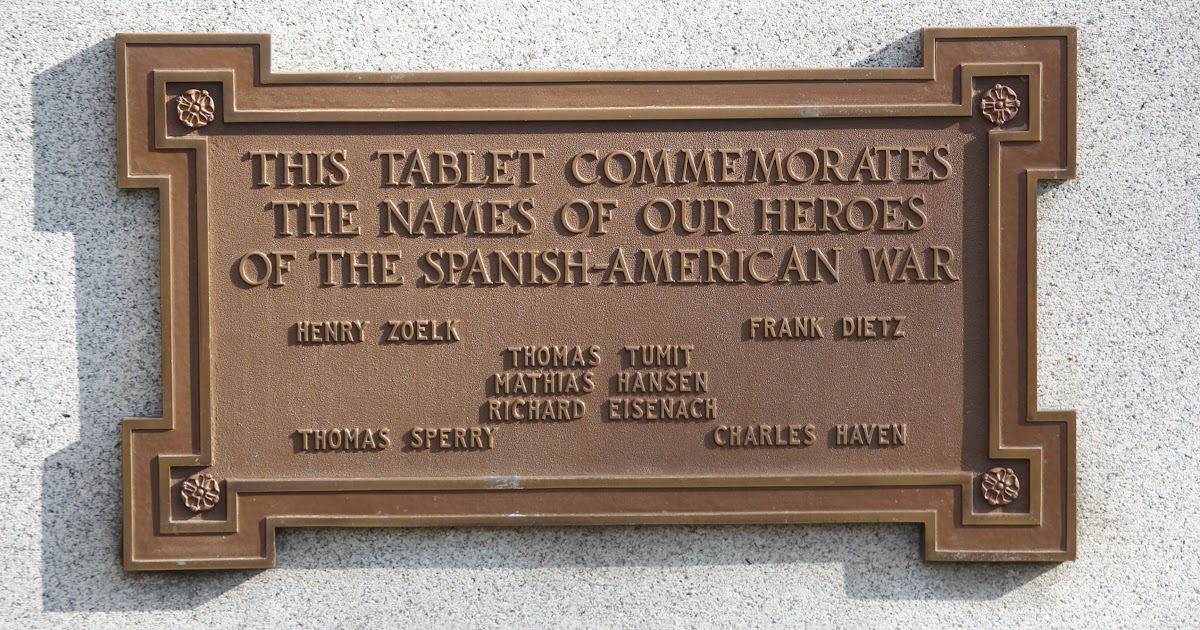 THIS TABLET COMMEMORATES
THE NAMES OF OUR HEROES
OF THE SPANISH-AMERICAN WAR
HENRY ZOELK FRANK DIETZ
THOMAS TUMIT
MATHIAS HANSEN
RICHARD EISENACH
THOMAS SPERRY CHARLES HAVEN